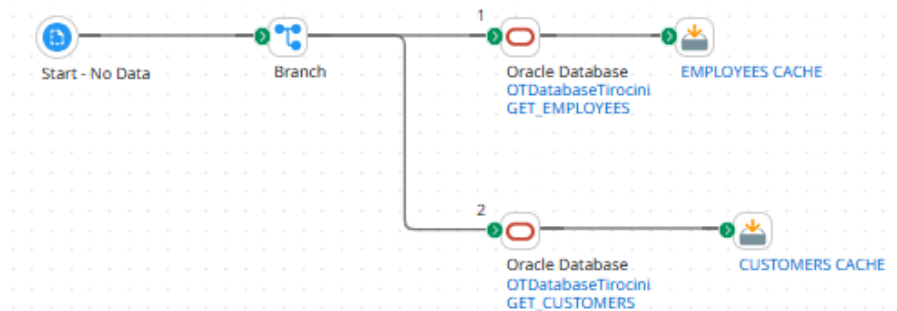 1
Start - No Data
Branch
Oracle Database
OTDatabaseTirocini
GET_EMPLOYEES
EMPLOYEES CACHE
2
Oracle Database
OTDatabaseTirocini
GET_CUSTOMERS
CUSTOMERS CACHE